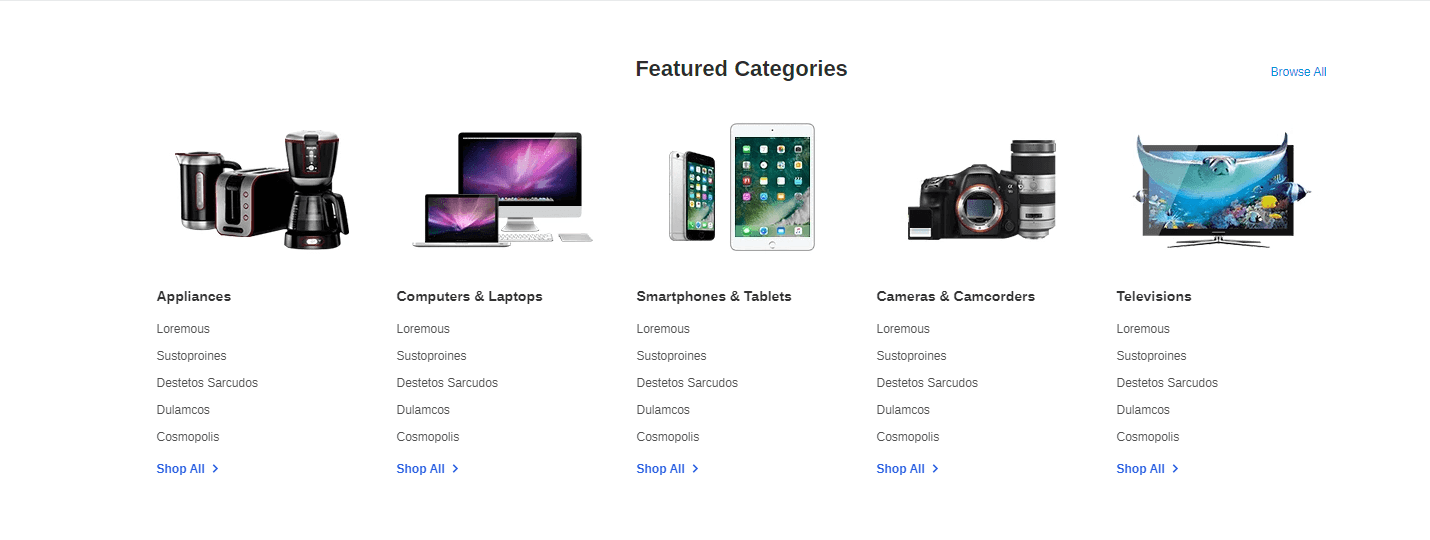 Featured Categories
Browse All
Appliances
Loremous
Sustoproines
Destetos Sarcudos
Dulamcos
Cosmopolis
Shop All
Computers & Laptops
Loremous
Sustoproines
Destetos Sarcudos
Dulamcos
Cosmopolis
Shop All
Smartphones & Tablets
Loremous
Sustoproines
Destetos Sarcudos
Dulamcos
Cosmopolis
Shop All
Cameras & Camcorders
Loremous
Sustoproines
Destetos Sarcudos
Dulamcos
Cosmopolis
Shop All
Televisions
Loremous
Sustoproines
Destetos Sarcudos
Dulamcos
Cosmopolis
Shop All